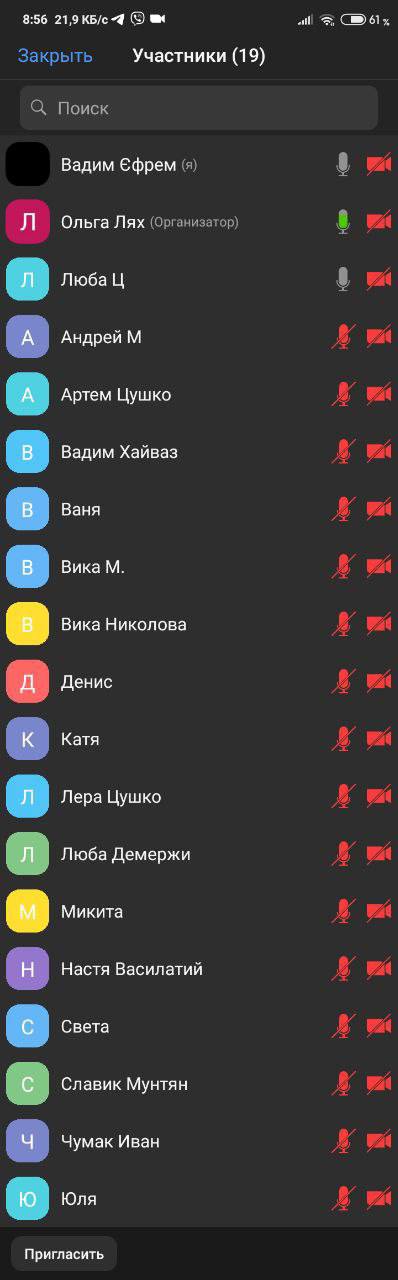 8:56 21,9 КБ/с 61 %
Закрыть Участники (19)
Поиск
Вадим Єфрем (я)
Л Ольга Лях (Организатор)
Л Люба Ц
А Андрей М
А Артем Цушко
В Вадим Хайваз
В Ваня
В Вика М.
В Вика Николова
Д Денис
К Катя
Л Лера Цушко
Л Люба Демержи
М Микита
Н Настя Василатий
С Света
С Славик Мунтян
Ч Чумак Иван
Ю Юля
Пригласить